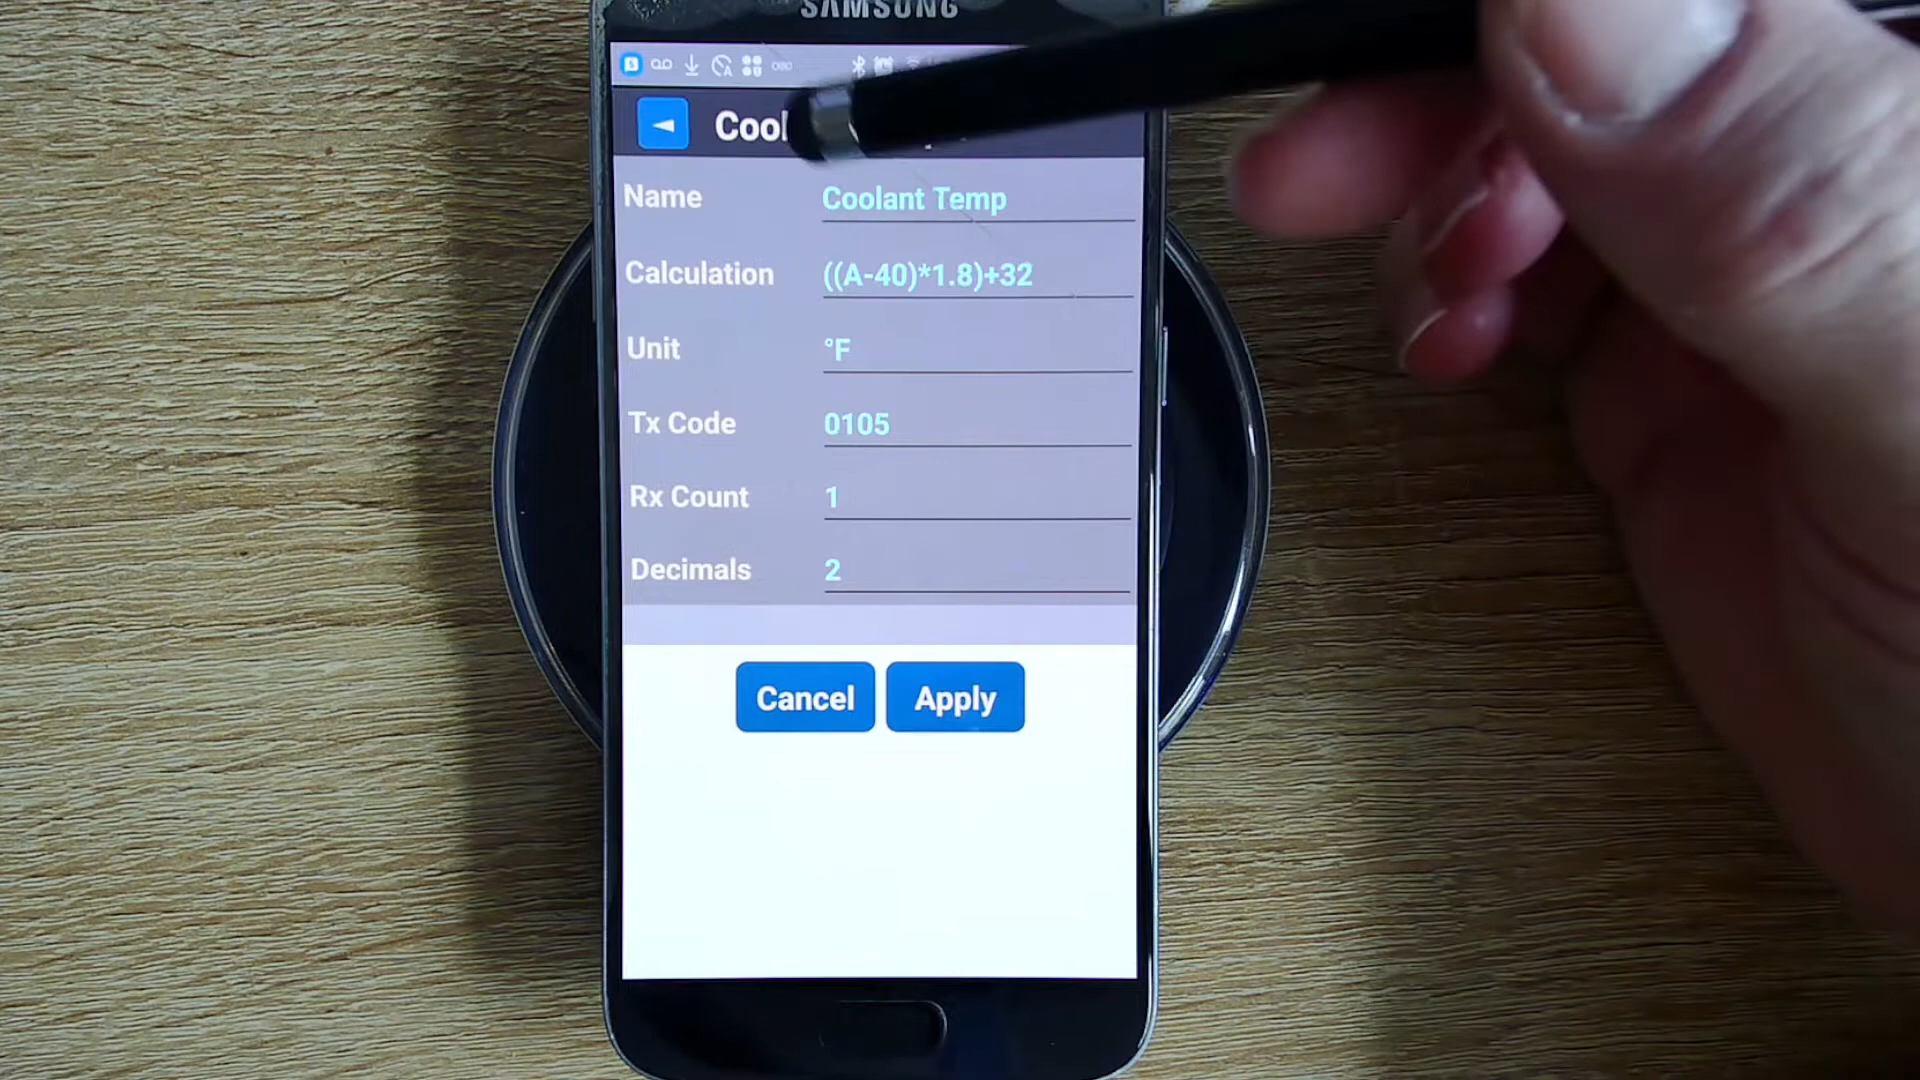 SAMSUNG
Name Coolant Temp
Calculation ((A-40)*1.8)+32
Unit °F
Tx Code 0105
Rx Count 1
Decimals 2
Cancel Apply